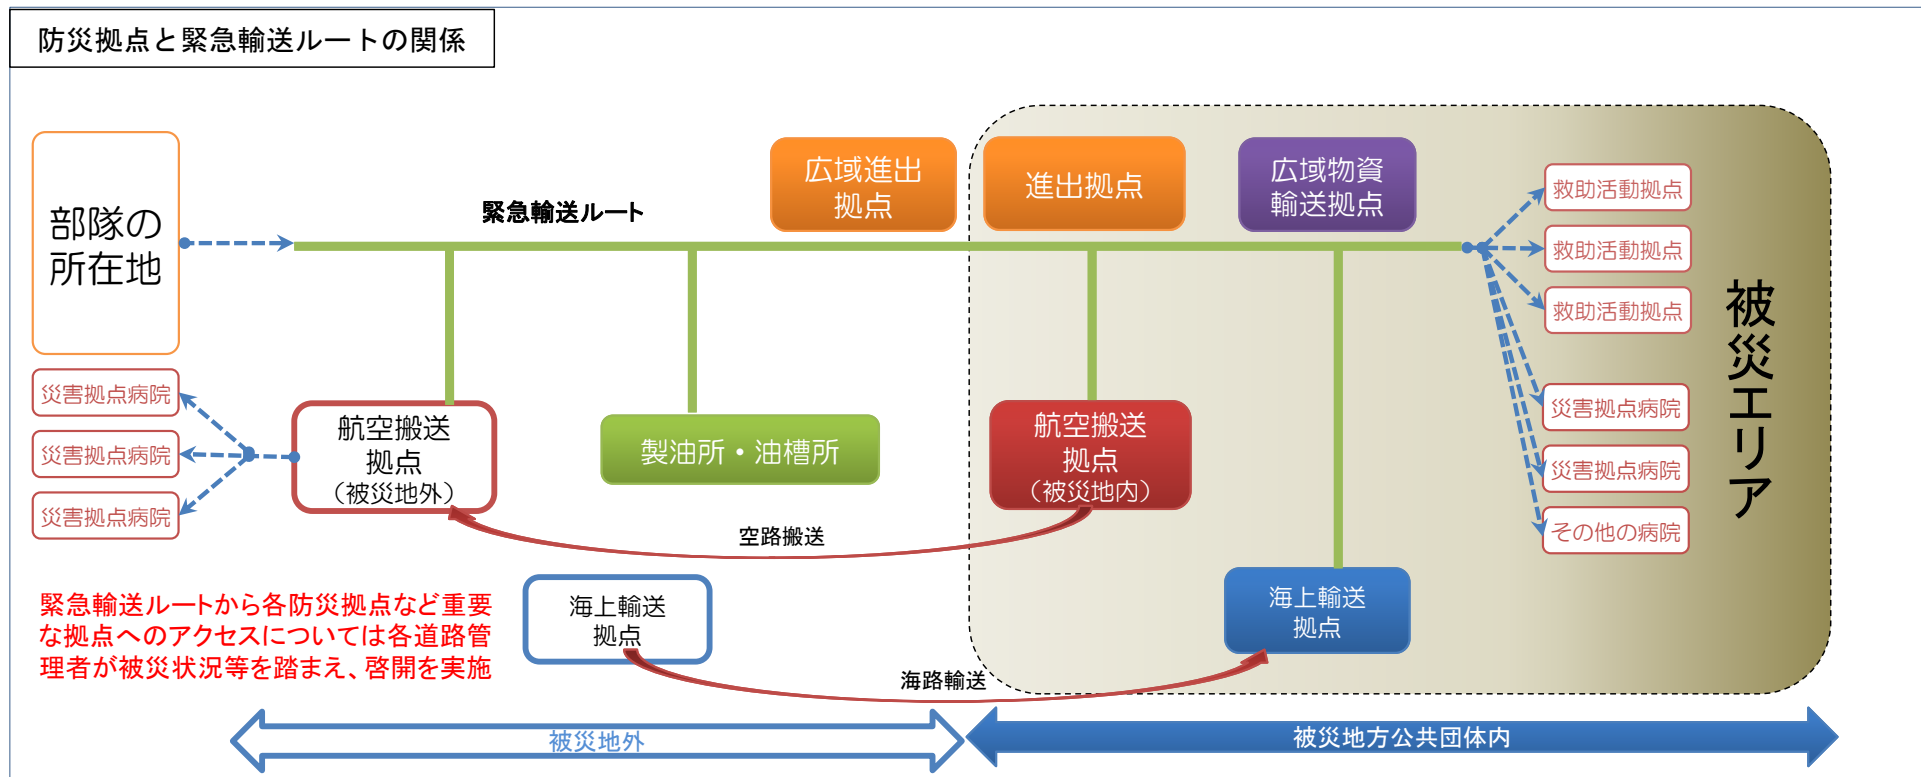 防災拠点と緊急輸送ルートの関係
部隊の
所在地
緊急輸送ルート
広域進出
拠点
進出拠点
広域物資
輸送拠点
救助活動拠点
救助活動拠点
救助活動拠点
被災エリア
災害拠点病院
災害拠点病院
災害拠点病院
航空搬送
拠点
（被災地外）
製油所・油槽所
航空搬送
拠点
（被災地内）
災害拠点病院
災害拠点病院
その他の病院
空路搬送
緊急輸送ルートから各防災拠点など重要
な拠点へのアクセスについては各道路管
理者が被災状況等を踏まえ、啓開を実施
海上輸送
拠点
海上輸送
拠点
海路輸送
被災地外
被災地方公共団体内